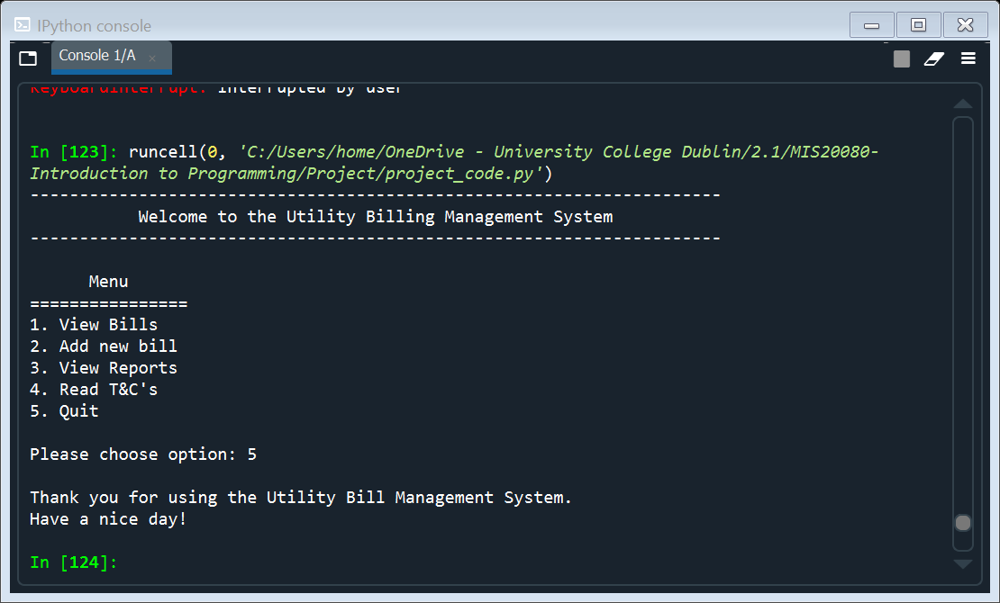 IPython console
Console 1/A
KeyboardInterrupt: Interrupted by user
In [123]: runcell(0, 'C:/Users/home/OneDrive - University College Dublin/2.1/MIS20080-
Introduction to Programming/Project/project_code.py')
----------------------------------------------------------------------
Welcome to the Utility Billing Management System
----------------------------------------------------------------------
Menu
================
1. View Bills
2. Add new bill
3. View Reports
4. Read T&C's
5. Quit
Please choose option: 5
Thank you for using the Utility Bill Management System.
Have a nice day!
In [124]: